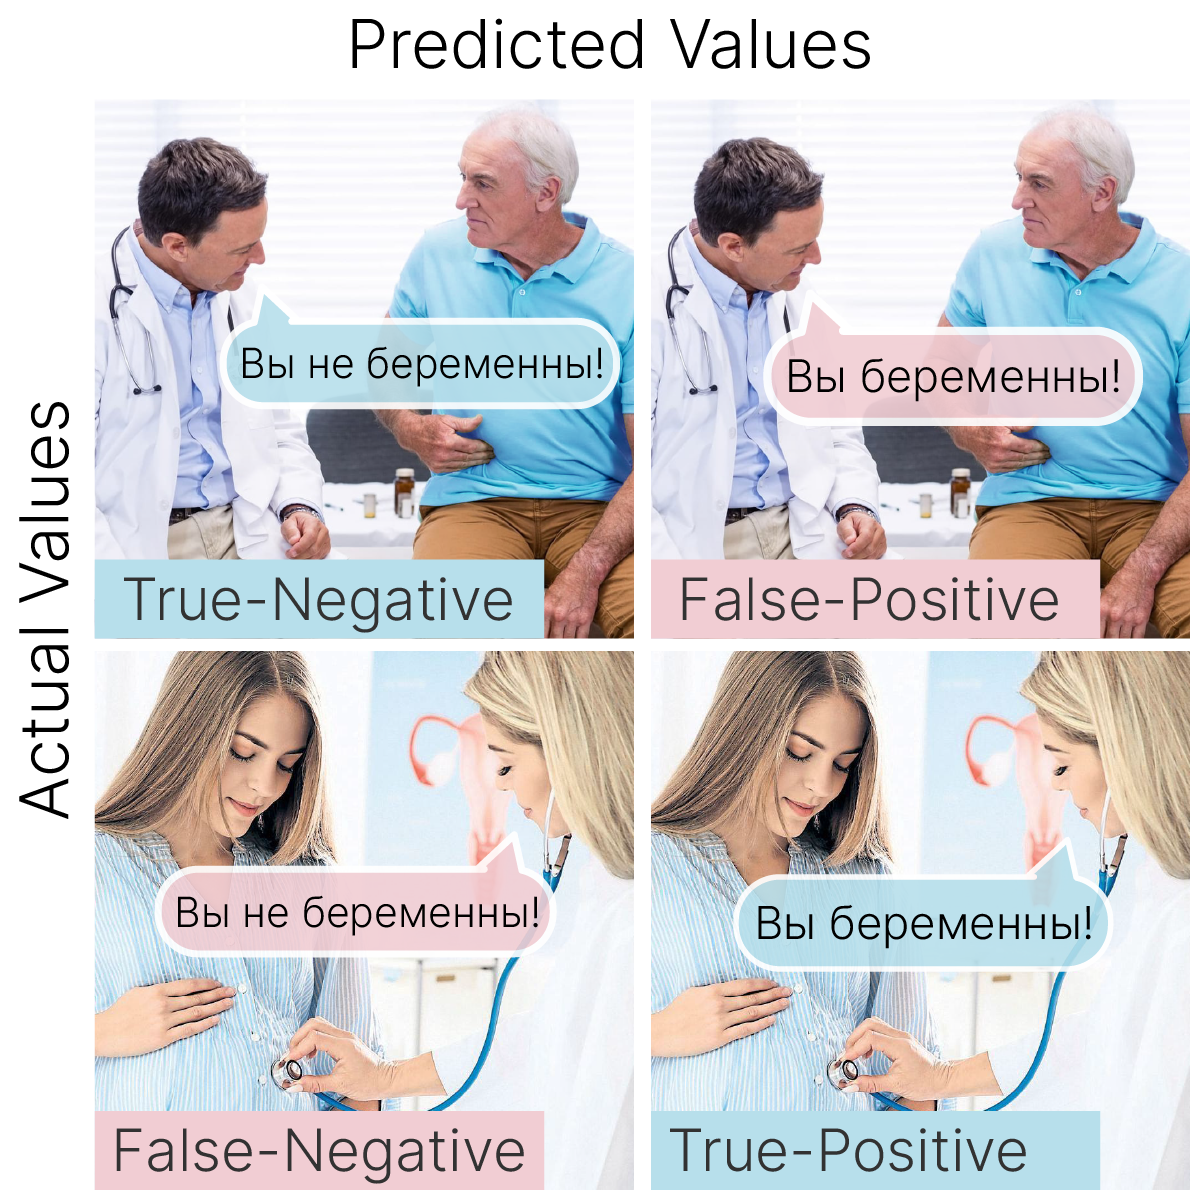 Predicted Values
Actual Values
Вы не беременны!
True-Negative
Вы беременны!
False-Positive
Вы не беременны!
False-Negative
Вы беременны!
True-Positive